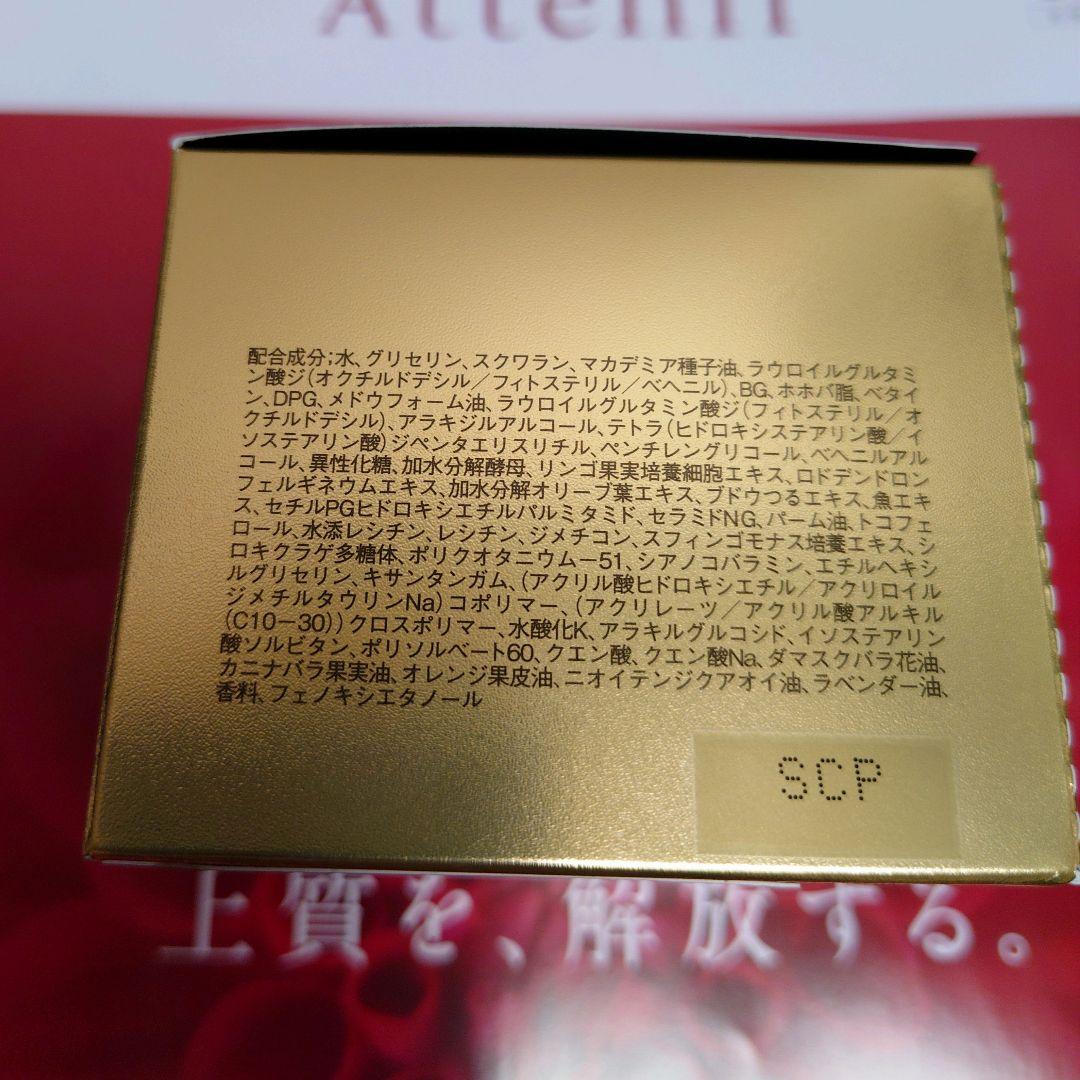 Attenir
配合成分;水、グリセリン、スクワラン、マカデミア種子油、ラウロイルグルタミ
ン酸ジ(オクチルドデシル／フィトステリル／ベヘニル)、BG、ホホバ脂、ベタイ
ン、DPG、メドウフォーム油、ラウロイルグルタミン酸ジ(フィトステリル／オ
クチルドデシル)、アラキジルアルコール、テトラ(ヒドロキシステアリン酸／イ
ソステアリン酸)ジペンタエリスリチル、ペンチレングリコール、ベヘニルアル
コール、異性化糖、加水分解酵母、リンゴ果実培養細胞エキス、ロドデンドロン
フェルギネウムエキス、加水分解オリーブ葉エキス、ブドウつるエキス、魚エキ
ス、セチルPGヒドロキシエチルパルミタミド、セラミドNG、パーム油、トコフェ
ロール、水添レシチン、レシチン、ジメチコン、スフィンゴモナス培養エキス、シ
ロキクラゲ多糖体、ポリクオタニウムー51、シアノコバラミン、エチルヘキシ
ルグリセリン、キサンタンガム、(アクリル酸ヒドロキシエチル／アクリロイル
ジメチルタウリンNa)コポリマー、(アクリレーツ／アクリル酸アルキル
(C10－30))クロスポリマー、水酸化K、アラキルグルコシド、イソステアリン
酸ソルビタン、ポリソルベート60、クエン酸、クエン酸Na、ダマスクバラ花油、
カニナバラ果実油、オレンジ果皮油、ニオイテンジクアオイ油、ラベンダー油、
香料、フェノキシエタノール
SCP
上質を、解放する。